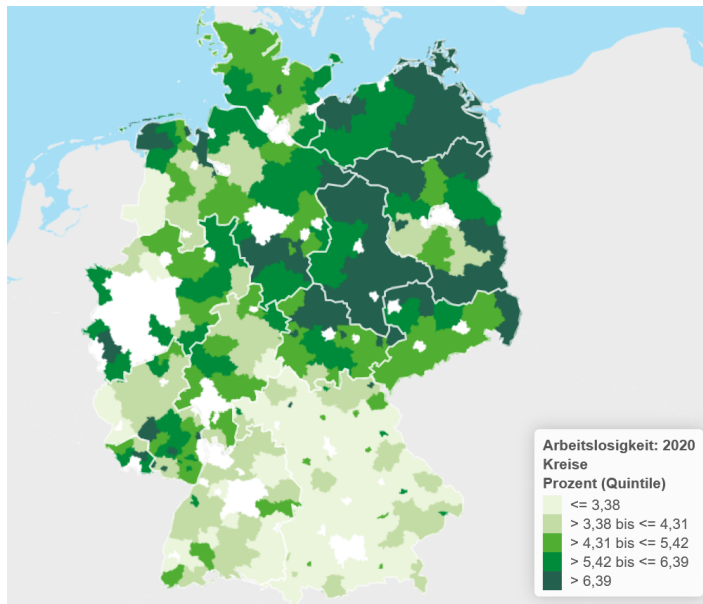 Arbeitslosigkeit: 2020
Kreise
Prozent (Quintile)
<= 3,38
> 3,38 bis <= 4,31
> 4,31 bis <= 5,42
> 5,42 bis <= 6,39
> 6,39